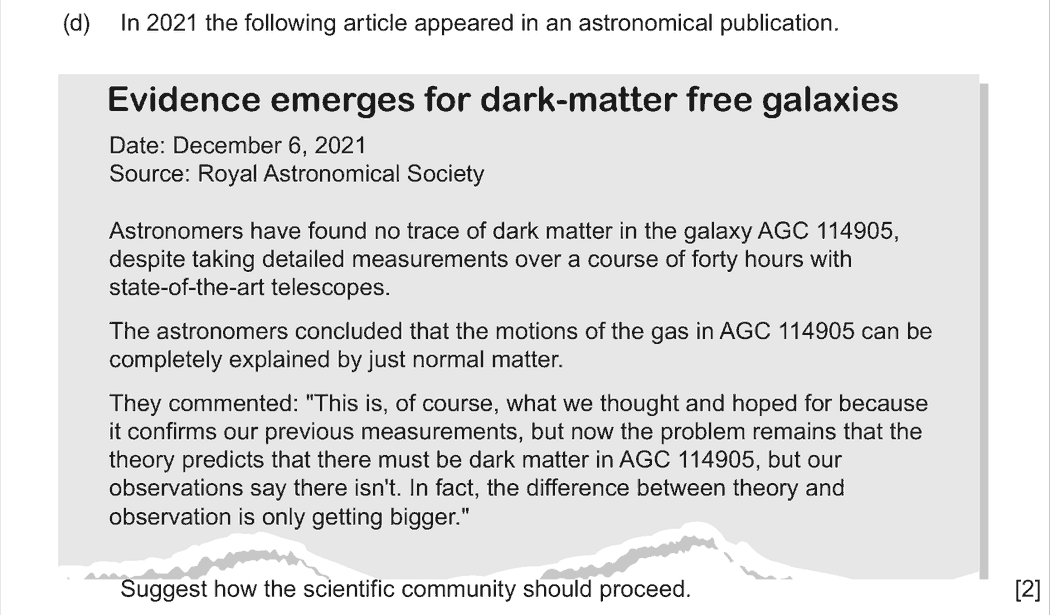 (d) In 2021 the following article appeared in an astronomical publication.
Evidence emerges for dark-matter free galaxies
Date: December 6, 2021
Source: Royal Astronomical Society
Astronomers have found no trace of dark matter in the galaxy AGC 114905,
despite taking detailed measurements over a course of forty hours with
state-of-the-art telescopes.
The astronomers concluded that the motions of the gas in AGC 114905 can be
completely explained by just normal matter.
They commented: "This is, of course, what we thought and hoped for because
it confirms our previous measurements, but now the problem remains that the
theory predicts that there must be dark matter in AGC 114905, but our
observations say there isn't. In fact, the difference between theory and
observation is only getting bigger."
Suggest how the scientific community should proceed. [2]